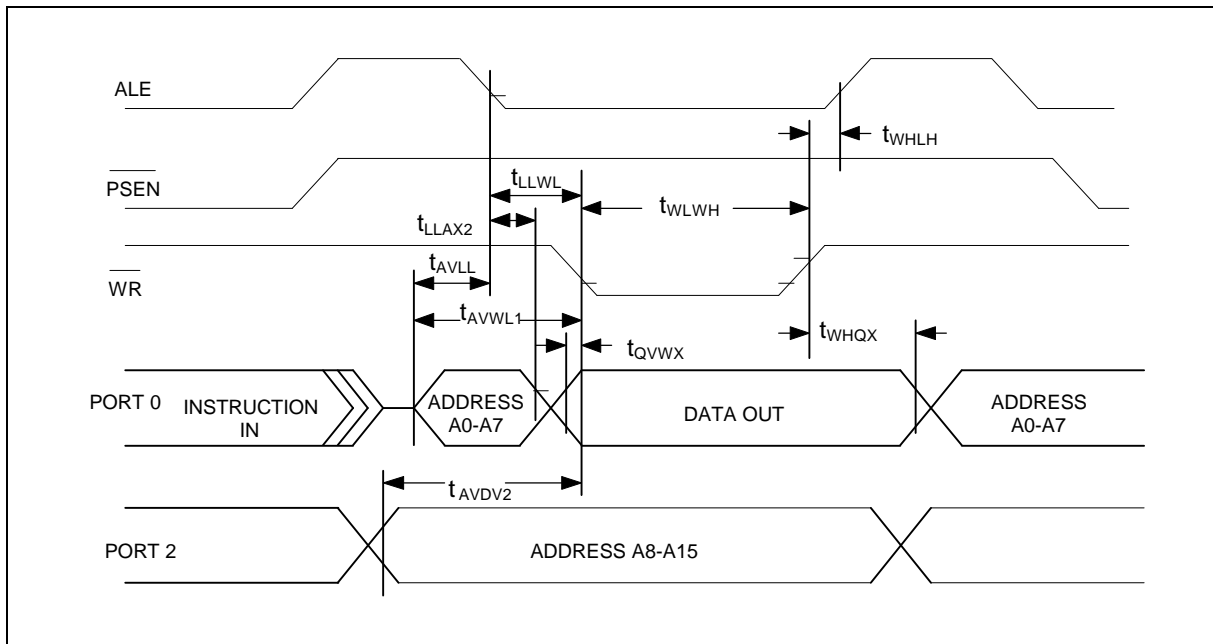 ALE
tWHLH
PSEN
tLLWL
tWLWH
tLLAX2
tAVLL
WR
tAVWL1
tWHQX
tQVWX
PORT 0
INSTRUCTION
IN
ADDRESS
A0-A7
DATA OUT
ADDRESS
A0-A7
tAVDV2
PORT 2
ADDRESS A8-A15